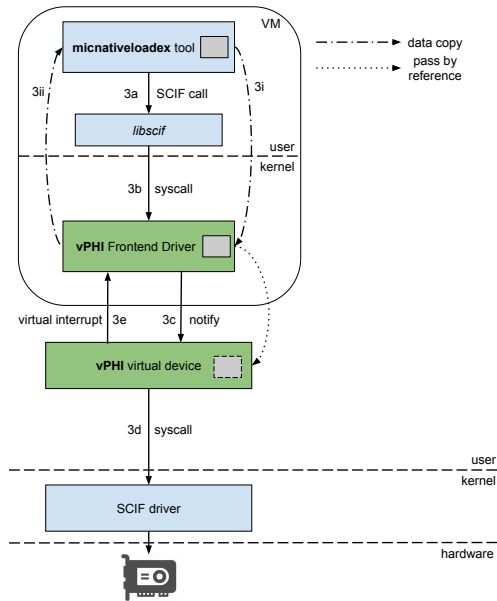 VM
micnativeloadex tool
data copy
pass by
reference
3ii
3a SCIF call
3i
libscif
user
kernel
3b syscall
vPHI Frontend Driver
virtual interrupt 3e
3c notify
vPHI virtual device
3d syscall
user
kernel
SCIF driver
hardware